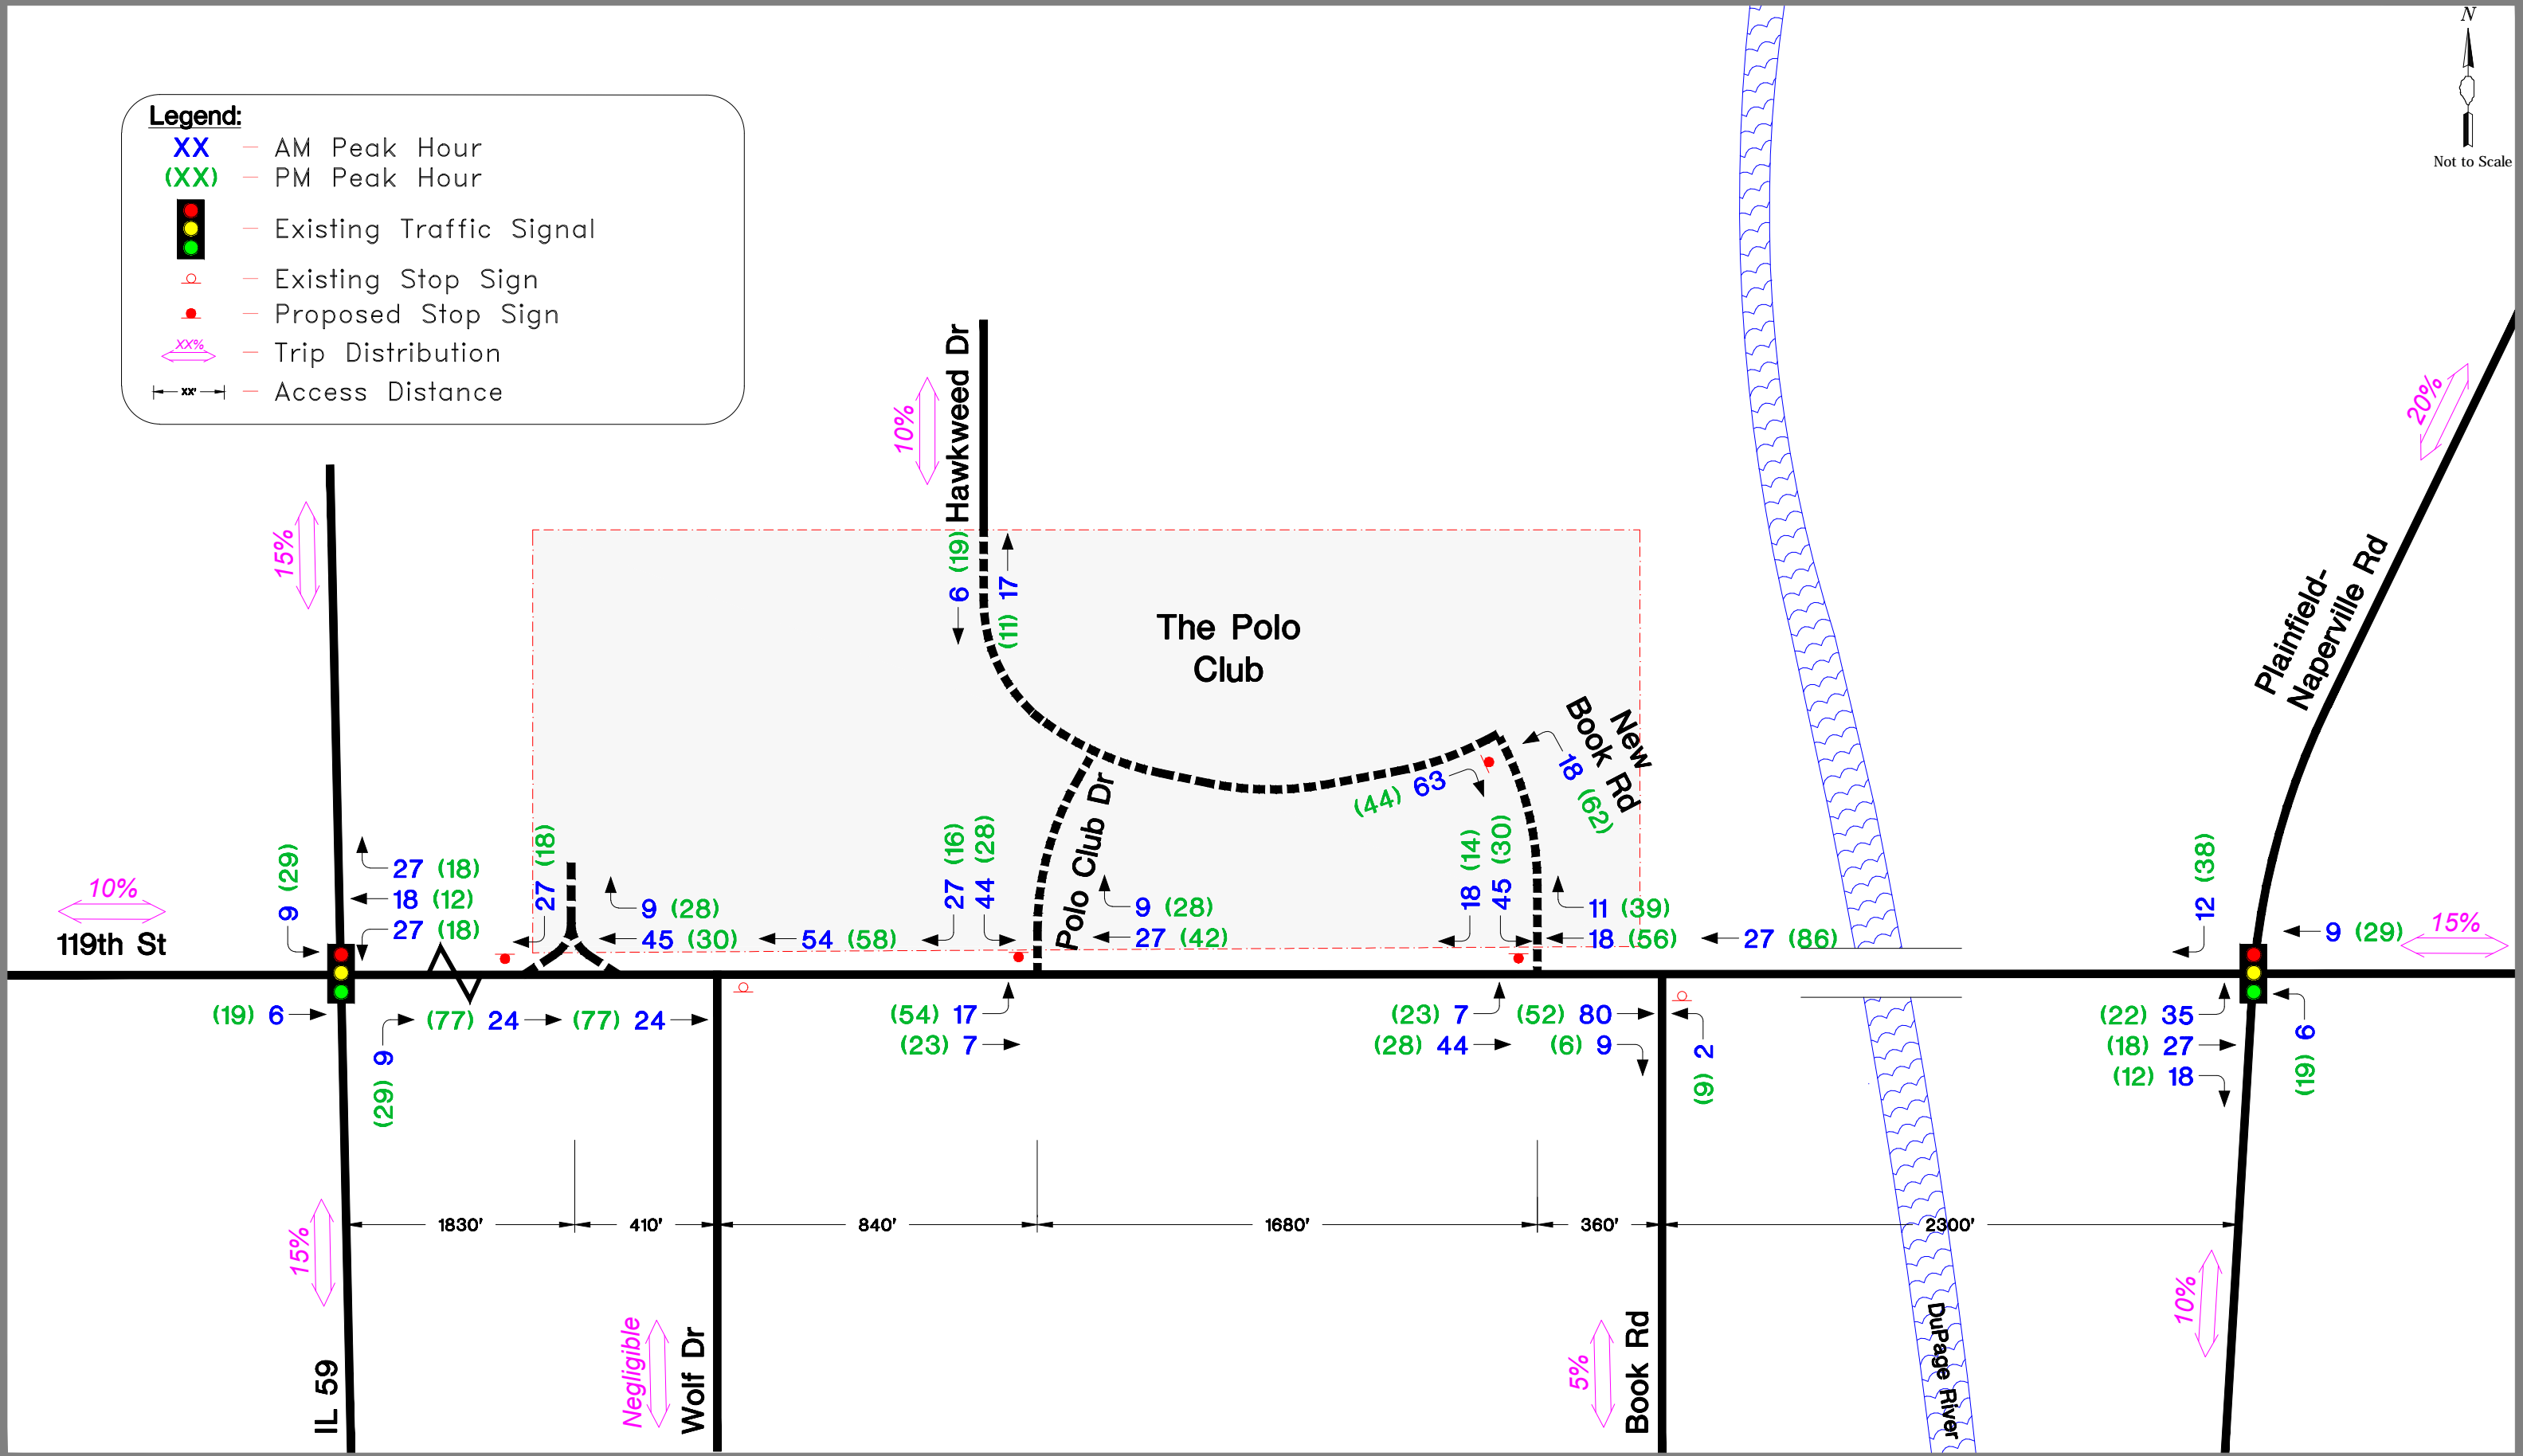 N
Not to Scale
Legend:
XX — AM Peak Hour
(XX) — PM Peak Hour
— Existing Traffic Signal
— Existing Stop Sign
— Proposed Stop Sign
XX% — Trip Distribution
XX' — Access Distance
10%
Hawkweed Dr
20%
15%
6 (19)
(11) 17
The Polo
Club
Plainfield-
Naperville Rd
New
Book Rd
18 (62)
(44) 63
Polo Club Dr
10%
119th St
9 (29)
27 (18)
18 (12)
27 (18)
27 (18)
9 (28)
45 (30)
54 (58)
27 (16)
44 (28)
9 (28)
27 (42)
18 (14)
45 (30)
11 (39)
18 (56)
27 (86)
12 (38)
9 (29)
15%
(19) 6
(29) 9
(77) 24
(77) 24
(54) 17
(23) 7
(23) 7
(28) 44
(52) 80
(6) 9
(9) 2
(22) 35
(18) 27
(12) 18
(19) 6
1830'
410'
840'
1680'
360'
2300'
15%
IL 59
Negligible
Wolf Dr
5%
Book Rd
DuPage River
10%